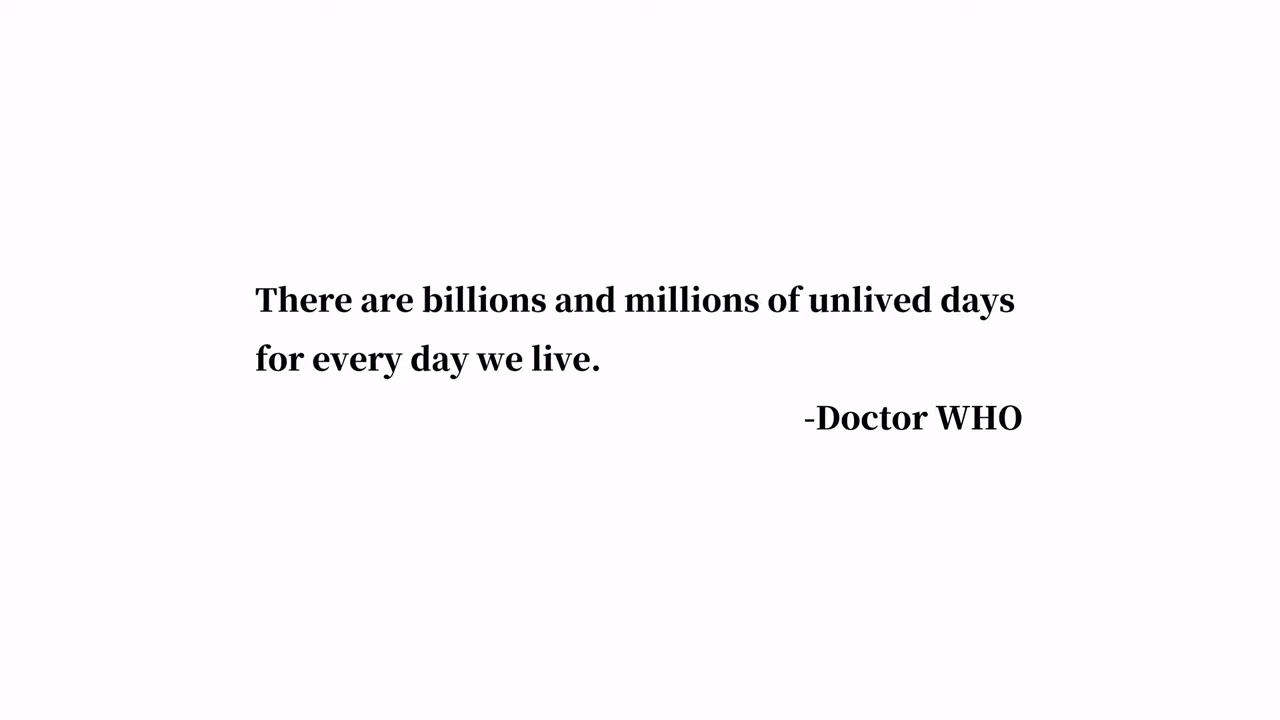 There are billions and millions of unlived days
for every day we live.
-Doctor WHO